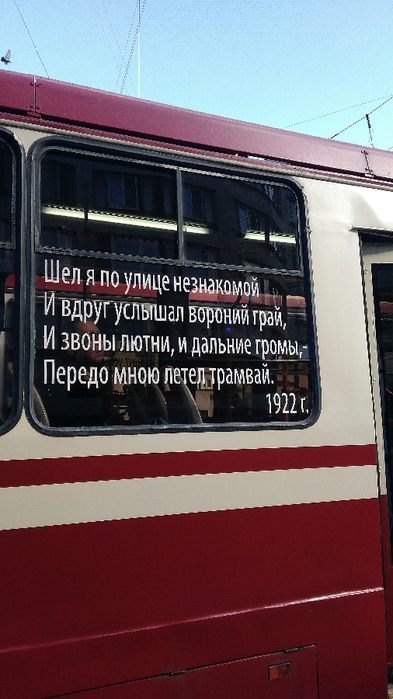 Шел я по улице незнакомой
И вдруг услышал вороний грай,
И звоны лютни, и дальние громы,-
Передо мною летел трамвай.
1922 г.